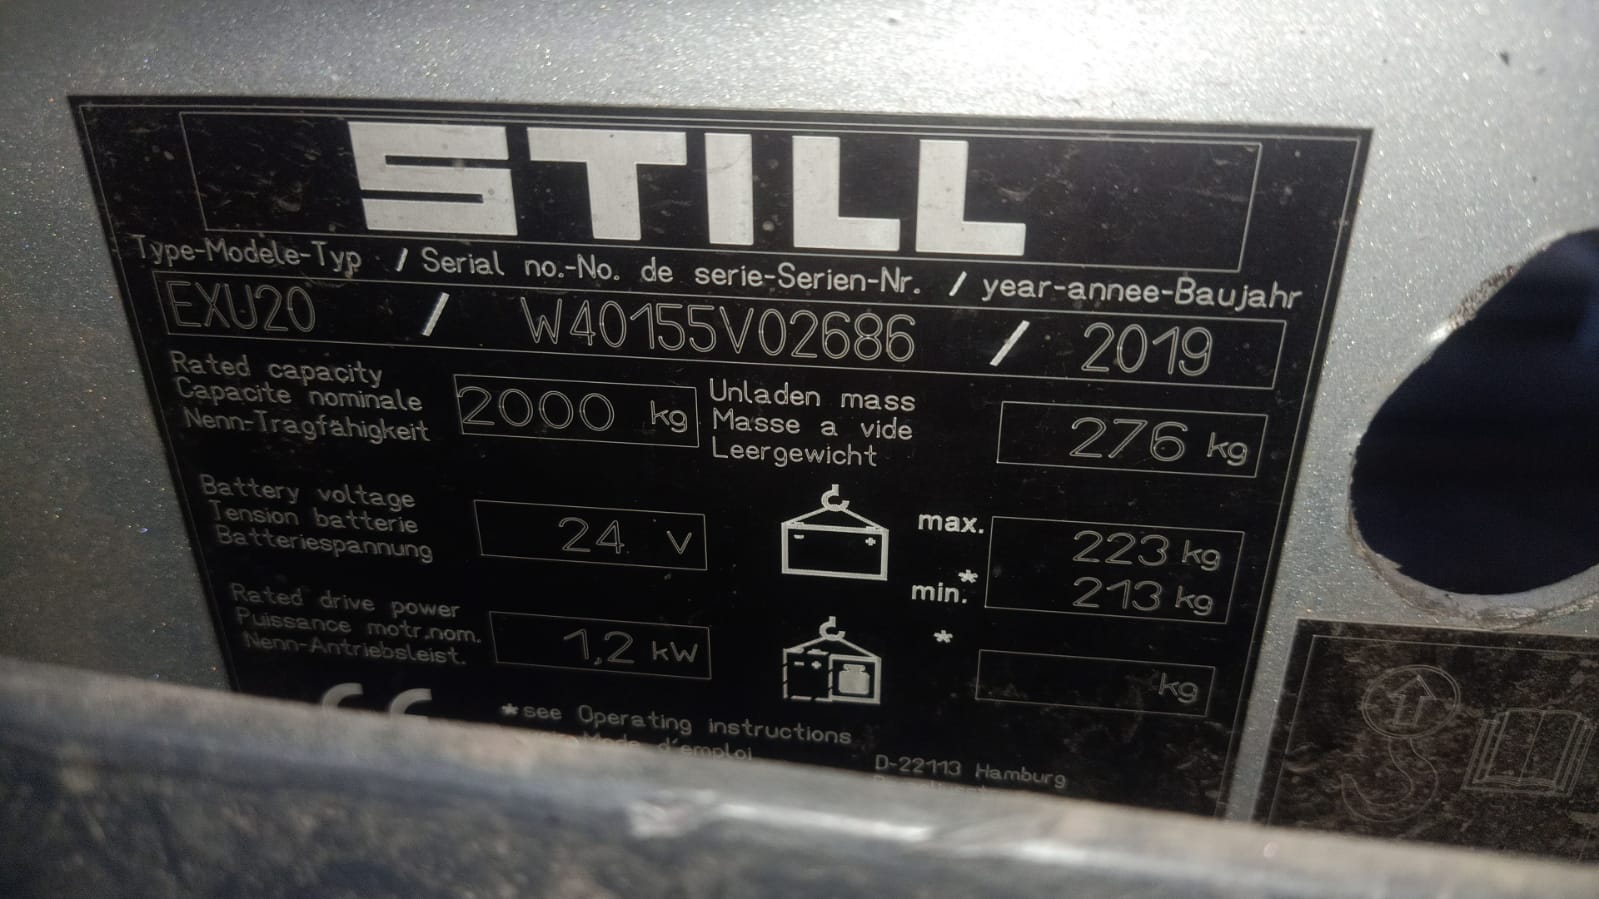 STILL
Type-Modele-Typ / Serial no.-No. de serie-Serien-Nr. / year-annee-Baujahr
EXU20 / W40155V02686 / 2019
Rated capacity
Capacite nominale
Nenn-Tragfähigkeit
2000 kg
Unladen mass
Masse a vide
Leergewicht
276 kg
Battery voltage
Tension batterie
Batteriespannung
24 V
max. 223 kg
min.* 213 kg
Rated drive power
Puissance motr.nom.
Nenn-Antriebsleist.
1,2 kW
* kg
CE
*see Operating instructions
Mode d'emploi
D-22113 Hamburg